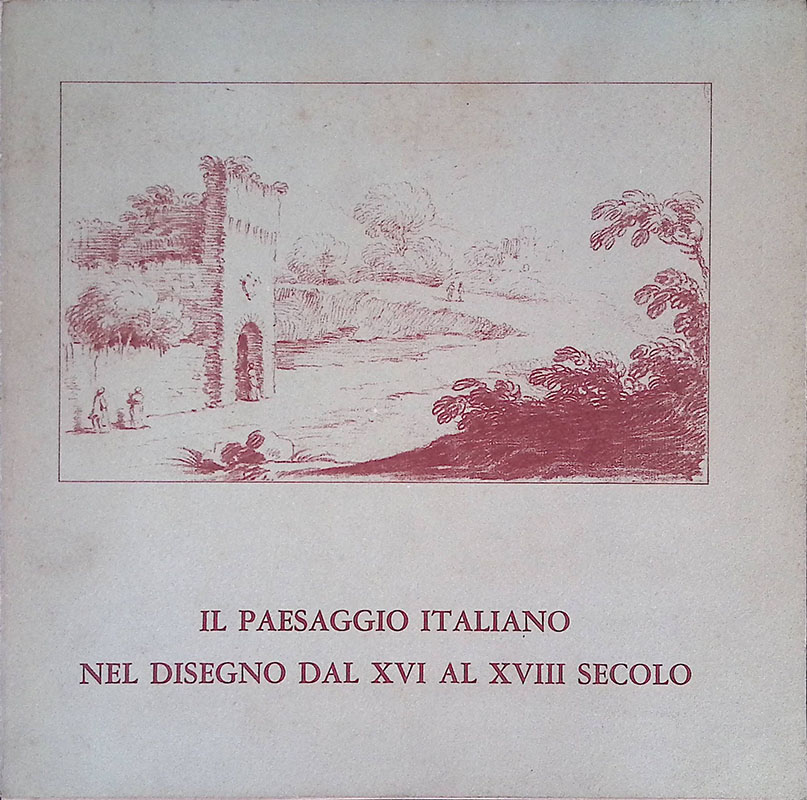 IL PAESAGGIO ITALIANO
NEL DISEGNO DAL XVI AL XVIII SECOLO